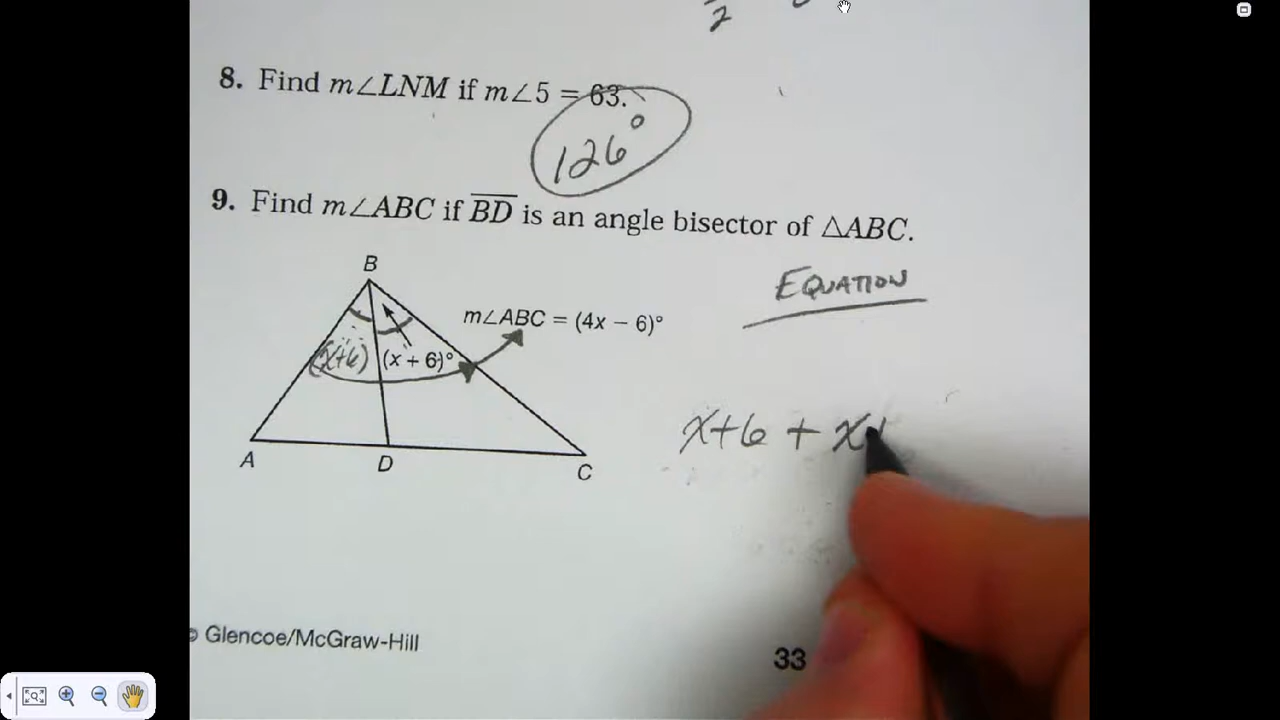 2
8. Find m∠LNM if m∠5 = 63.
126°
9. Find m∠ABC if BD is an angle bisector of △ABC.
EQUATION
B
m∠ABC = (4x − 6)°
(x+6)
(x + 6)°
x+6 + x
A
D
C
Glencoe/McGraw-Hill
33